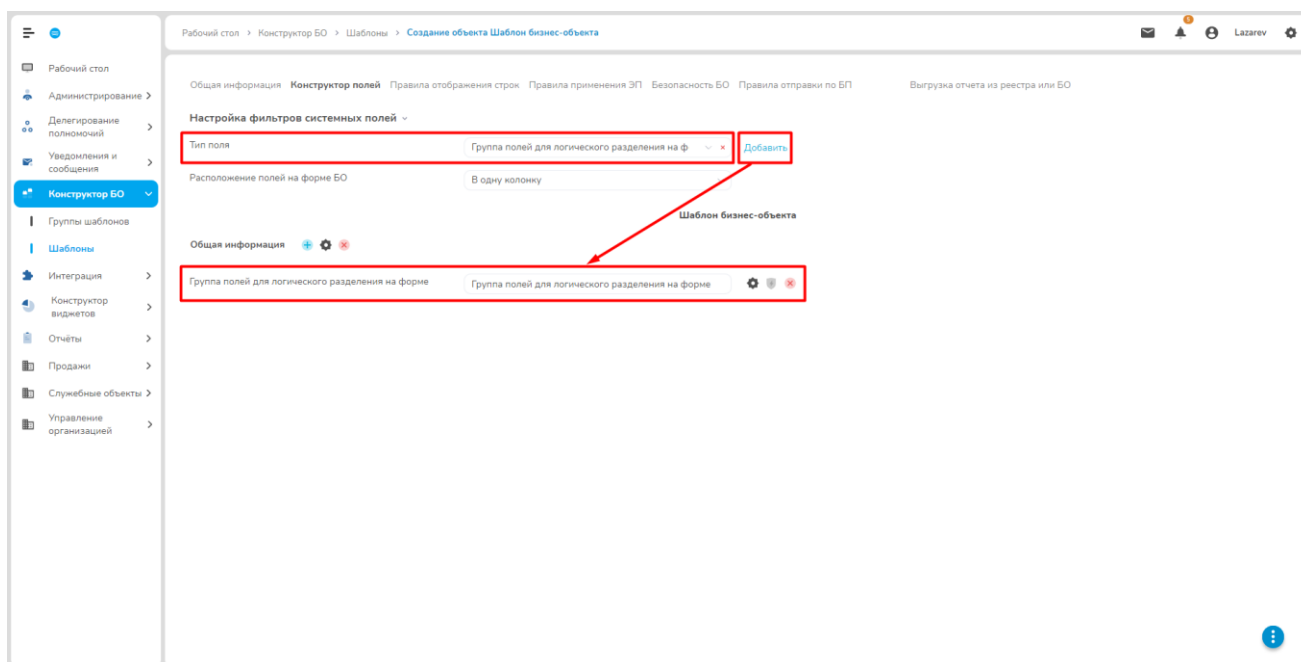 Рабочий стол > Конструктор БО > Шаблоны > Создание объекта Шаблон бизнес-объекта
1
Lazarev
Рабочий стол
Администрирование
Делегирование
полномочий
Уведомления и
сообщения
Конструктор БО
Группы шаблонов
Шаблоны
Интеграция
Конструктор
виджетов
Отчёты
Продажи
Служебные объекты
Управление
организацией
Общая информация Конструктор полей Правила отображения строк Правила применения ЭП Безопасность БО Правила отправки по БП Выгрузка отчета из реестра или БО
Настройка фильтров системных полей
Тип поля Группа полей для логического разделения на ф Добавить
Расположение полей на форме БО В одну колонку
Шаблон бизнес-объекта
Общая информация
Группа полей для логического разделения на форме Группа полей для логического разделения на форме